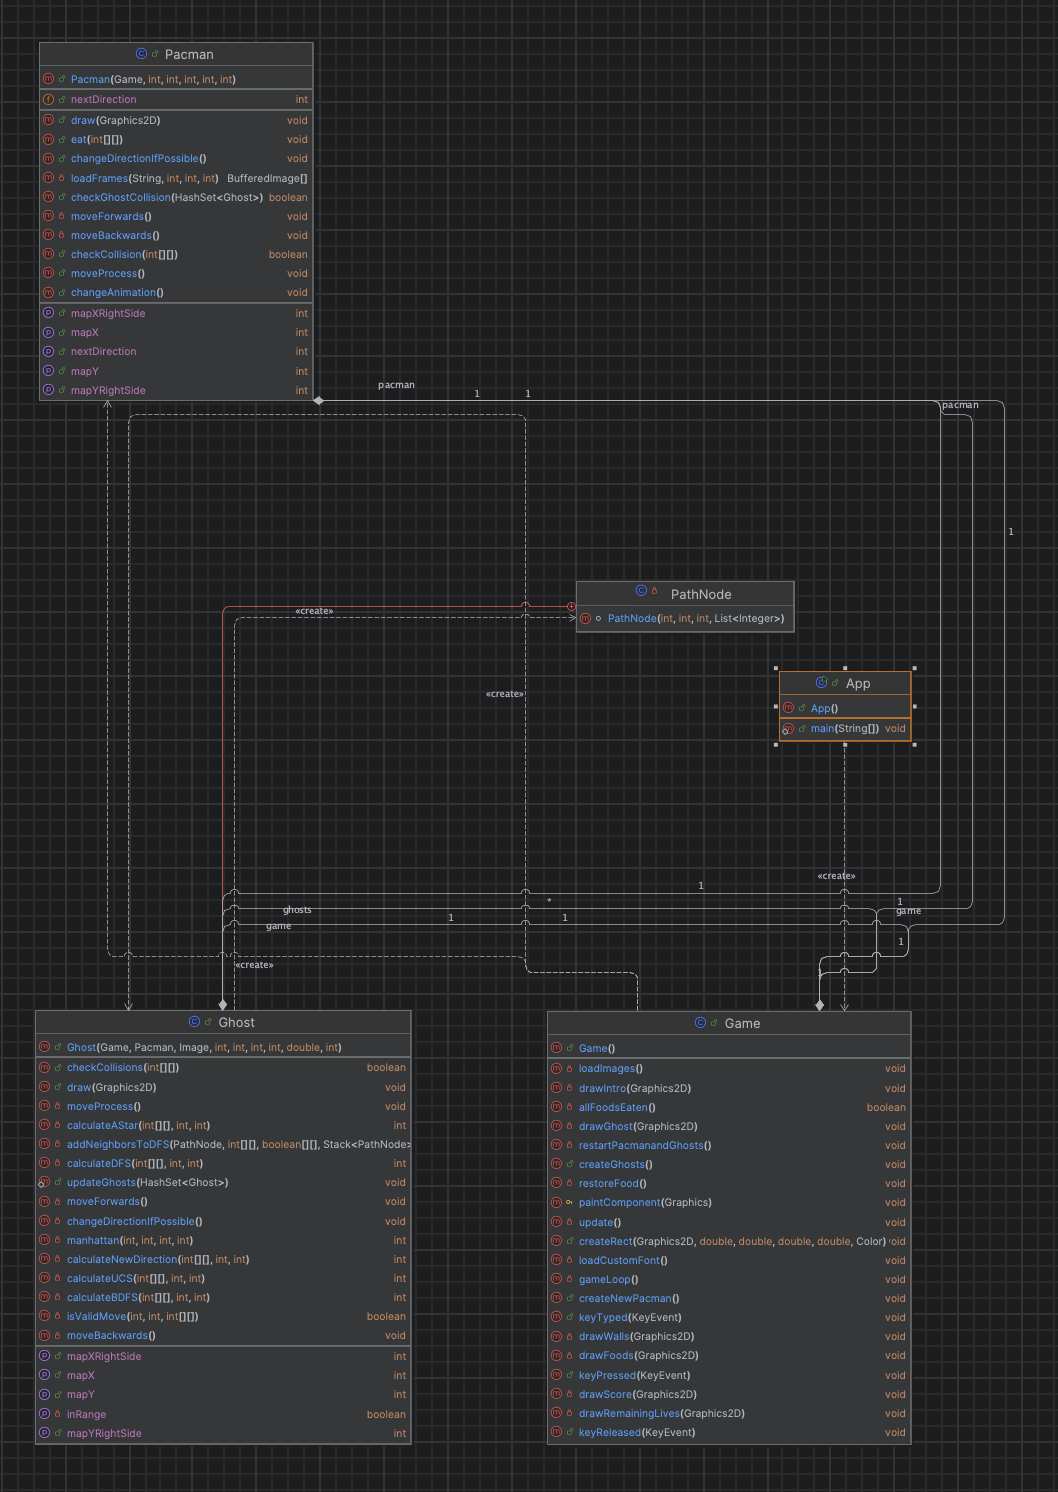 Pacman
Pacman(Game, int, int, int, int, int)
nextDirection int
draw(Graphics2D) void
eat(int[][]) void
changeDirectionIfPossible() void
loadFrames(String, int, int, int) BufferedImage[]
checkGhostCollision(HashSet<Ghost>) boolean
moveForwards() void
moveBackwards() void
checkCollision(int[][]) boolean
moveProcess() void
changeAnimation() void
mapXRightSide int
mapX int
nextDirection int
mapY int
mapYRightSide int
pacman
1 1
pacman
1
PathNode
PathNode(int, int, int, List<Integer>)
«create»
«create»
App
App()
main(String[]) void
«create»
1
* 1
ghosts game
1 1
game
1
«create»
1
Ghost
Ghost(Game, Pacman, Image, int, int, int, int, double, int)
checkCollisions(int[][]) boolean
draw(Graphics2D) void
moveProcess() void
calculateAStar(int[][], int, int) int
addNeighborsToDFS(PathNode, int[][], boolean[][], Stack<PathNode>
calculateDFS(int[][], int, int) int
updateGhosts(HashSet<Ghost>) void
moveForwards() void
changeDirectionIfPossible() void
manhattan(int, int, int, int) int
calculateNewDirection(int[][], int, int) int
calculateUCS(int[][], int, int) int
calculateBDFS(int[][], int, int) int
isValidMove(int, int, int[][]) boolean
moveBackwards() void
mapXRightSide int
mapX int
mapY int
inRange boolean
mapYRightSide int
Game
Game()
loadImages() void
drawIntro(Graphics2D) void
allFoodsEaten() boolean
drawGhost(Graphics2D) void
restartPacmanandGhosts() void
createGhosts() void
restoreFood() void
paintComponent(Graphics) void
update() void
createRect(Graphics2D, double, double, double, double, Color) void
loadCustomFont() void
gameLoop() void
createNewPacman() void
keyTyped(KeyEvent) void
drawWalls(Graphics2D) void
drawFoods(Graphics2D) void
keyPressed(KeyEvent) void
drawScore(Graphics2D) void
drawRemainingLives(Graphics2D) void
keyReleased(KeyEvent) void